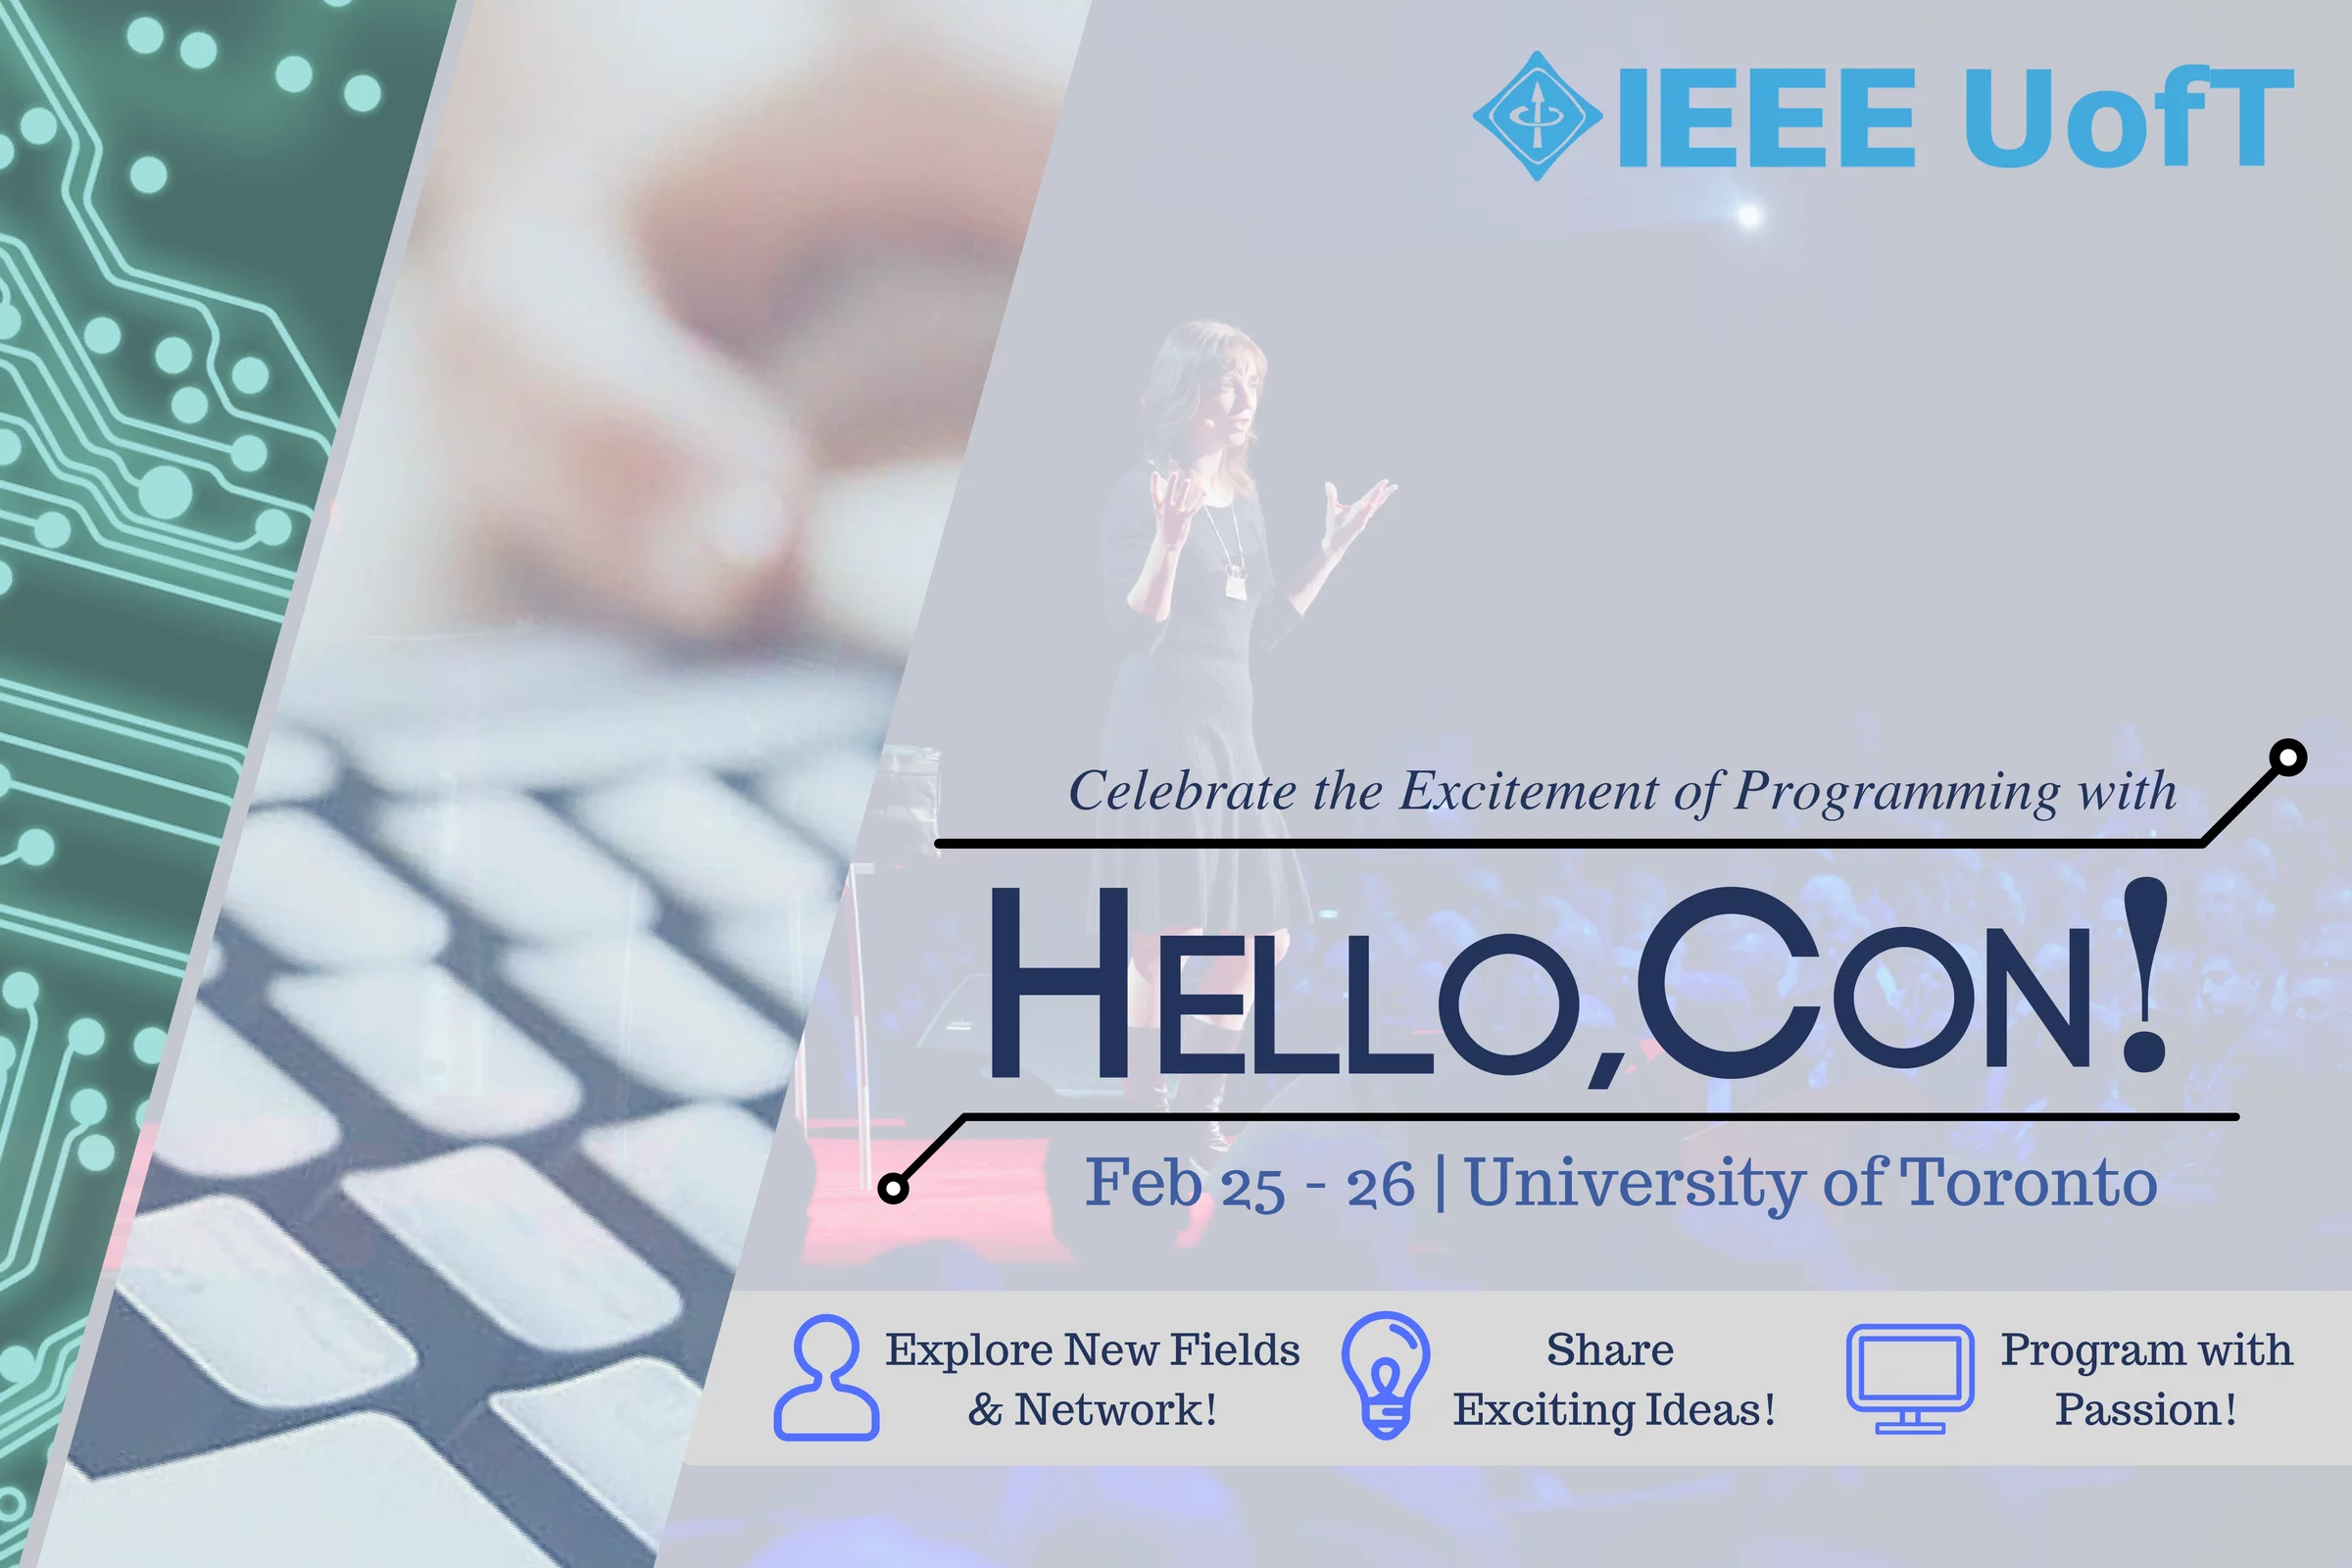 IEEE UofT
Celebrate the Excitement of Programming with
HELLO, CON!
Feb 25 - 26 | University of Toronto
Explore New Fields
& Network!
Share
Exciting Ideas!
Program with
Passion!